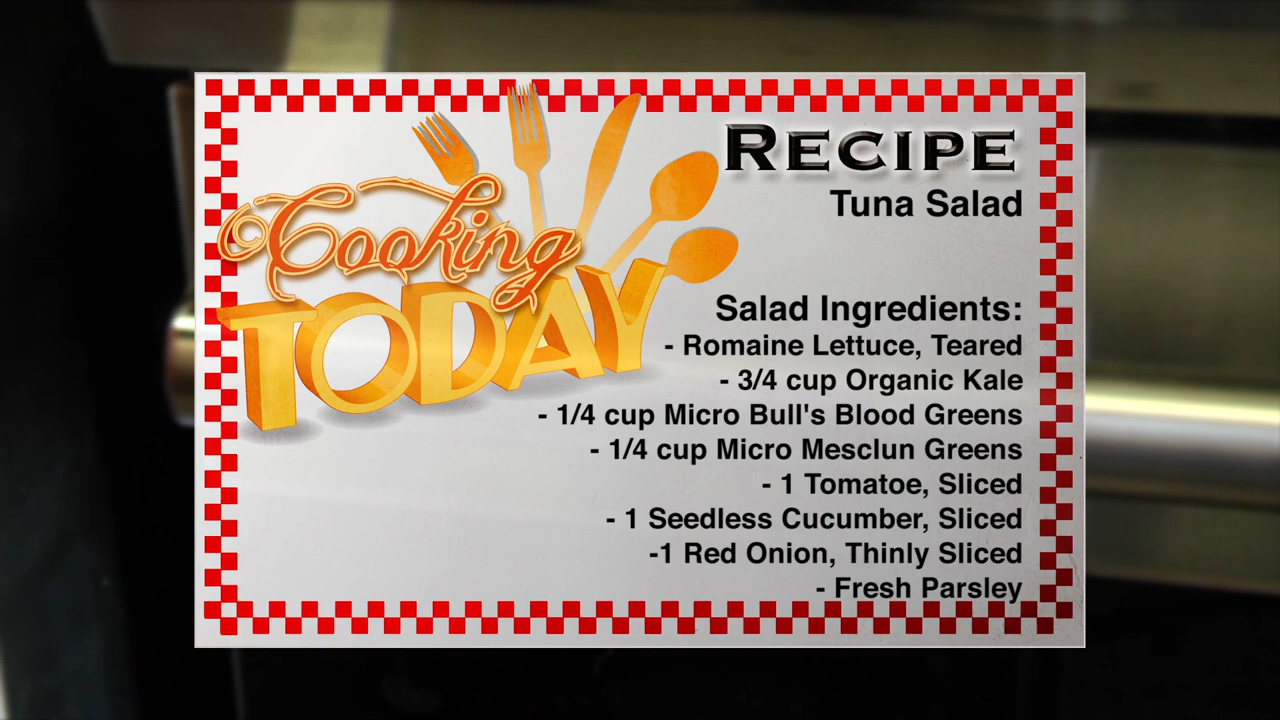 Cooking
TODAY
RECIPE
Tuna Salad
Salad Ingredients:
- Romaine Lettuce, Teared
- 3/4 cup Organic Kale
- 1/4 cup Micro Bull's Blood Greens
- 1/4 cup Micro Mesclun Greens
- 1 Tomatoe, Sliced
- 1 Seedless Cucumber, Sliced
-1 Red Onion, Thinly Sliced
- Fresh Parsley